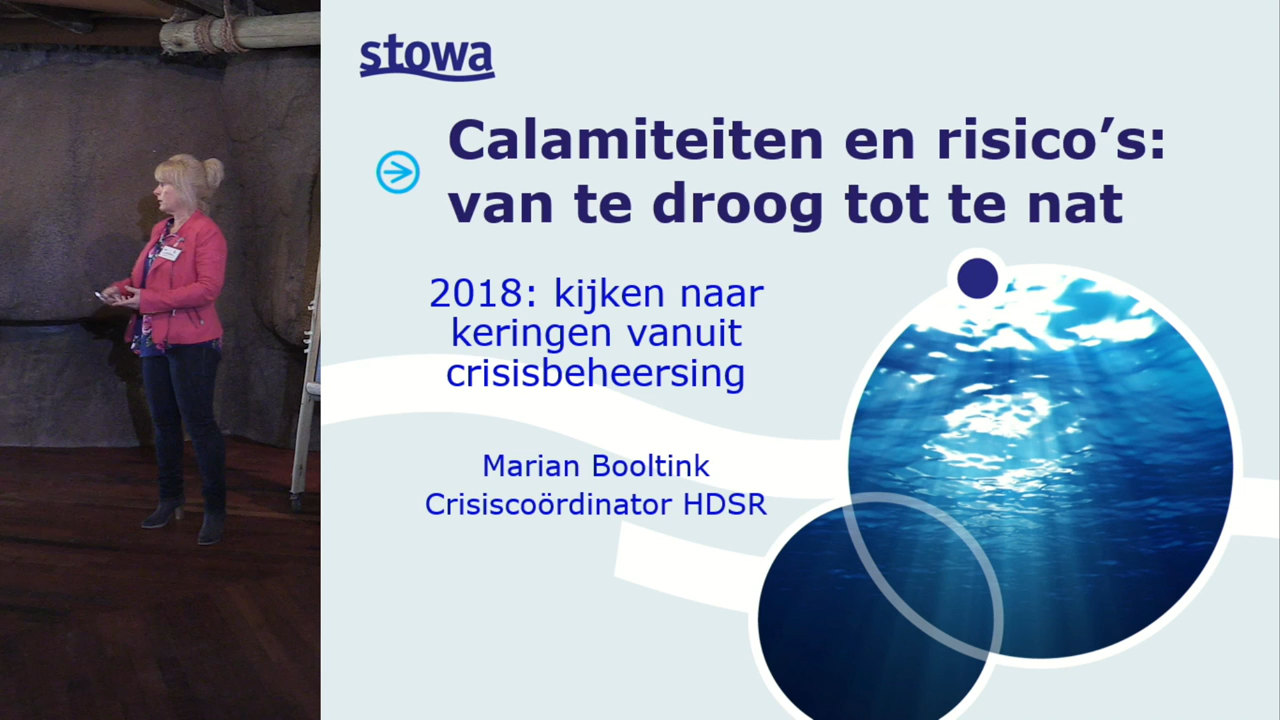 stowa
Calamiteiten en risico’s:
van te droog tot te nat
2018: kijken naar
keringen vanuit
crisisbeheersing
Marian Booltink
Crisiscoördinator HDSR